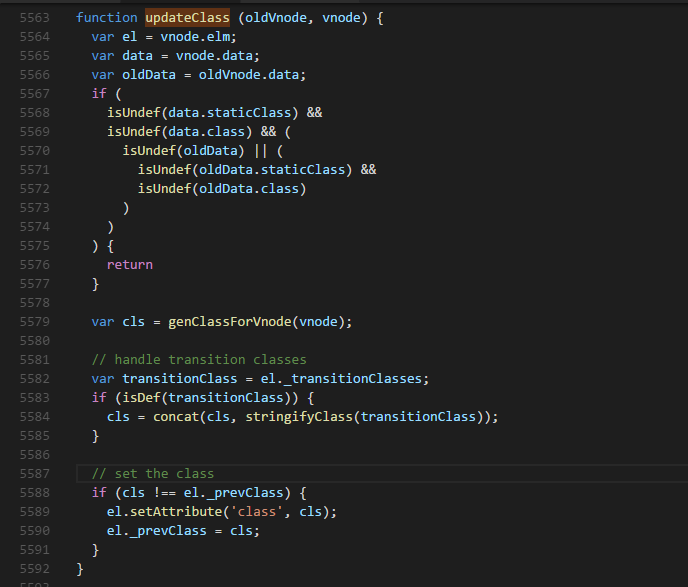 5563 function updateClass (oldVnode, vnode) {
5564   var el = vnode.elm;
5565   var data = vnode.data;
5566   var oldData = oldVnode.data;
5567   if (
5568     isUndef(data.staticClass) &&
5569     isUndef(data.class) && (
5570       isUndef(oldData) || (
5571         isUndef(oldData.staticClass) &&
5572         isUndef(oldData.class)
5573       )
5574     )
5575   ) {
5576     return
5577   }
5578
5579   var cls = genClassForVnode(vnode);
5580
5581   // handle transition classes
5582   var transitionClass = el._transitionClasses;
5583   if (isDef(transitionClass)) {
5584     cls = concat(cls, stringifyClass(transitionClass));
5585   }
5586
5587   // set the class
5588   if (cls !== el._prevClass) {
5589     el.setAttribute('class', cls);
5590     el._prevClass = cls;
5591   }
5592 }
5593